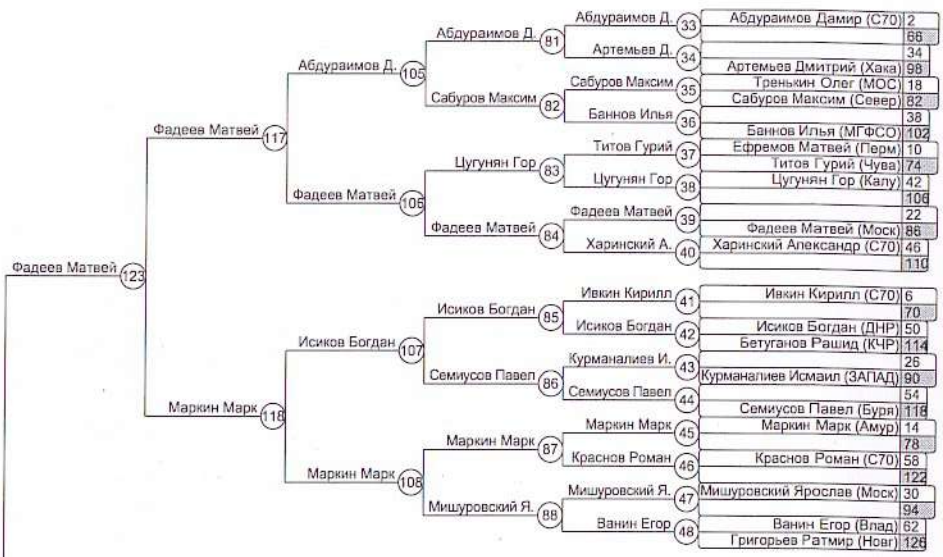 Абдураимов Д. 33 Абдураимов Дамир (С70) 2
Абдураимов Д. 81 66
34
Артемьев Д. 34 Артемьев Дмитрий (Хака) 98
Абдураимов Д. 105 Тренькин Олег (МОС) 18
Сабуров Максим 35 Сабуров Максим (Север) 82
Сабуров Максим 82 38
Баннов Илья 36 Баннов Илья (МГФСО) 102
Фадеев Матвей 117 Ефремов Матвей (Перм) 10
Титов Гурий 37 Титов Гурий (Чува) 74
Цугунян Гор 83 Цугунян Гор 38 Цугунян Гор (Калу) 42
106
Фадеев Матвей 106 22
Фадеев Матвей 39 Фадеев Матвей (Моск) 86
Фадеев Матвей 84 Харинский А. 40 Харинский Александр (С70) 46
110
Фадеев Матвей 123
Ивкин Кирилл 41 Ивкин Кирилл (С70) 6
Исиков Богдан 85 70
Исиков Богдан 42 Исиков Богдан (ДНР) 50
Исиков Богдан 107 Бетуганов Рашид (КЧР) 114
26
Курманалиев И. 43 Курманалиев Исмаил (ЗАПАД) 90
Семиусов Павел 86 Семиусов Павел 44 54
Семиусов Павел (Буря) 118
Маркин Марк 118 Маркин Марк 45 Маркин Марк (Амур) 14
Маркин Марк 87 78
Краснов Роман 46 Краснов Роман (С70) 58
Маркин Марк 108 122
Мишуровский Я. 47 Мишуровский Ярослав (Моск) 30
Мишуровский Я. 88 94
Ванин Егор 48 Ванин Егор (Влад) 62
Григорьев Ратмир (Новг) 126